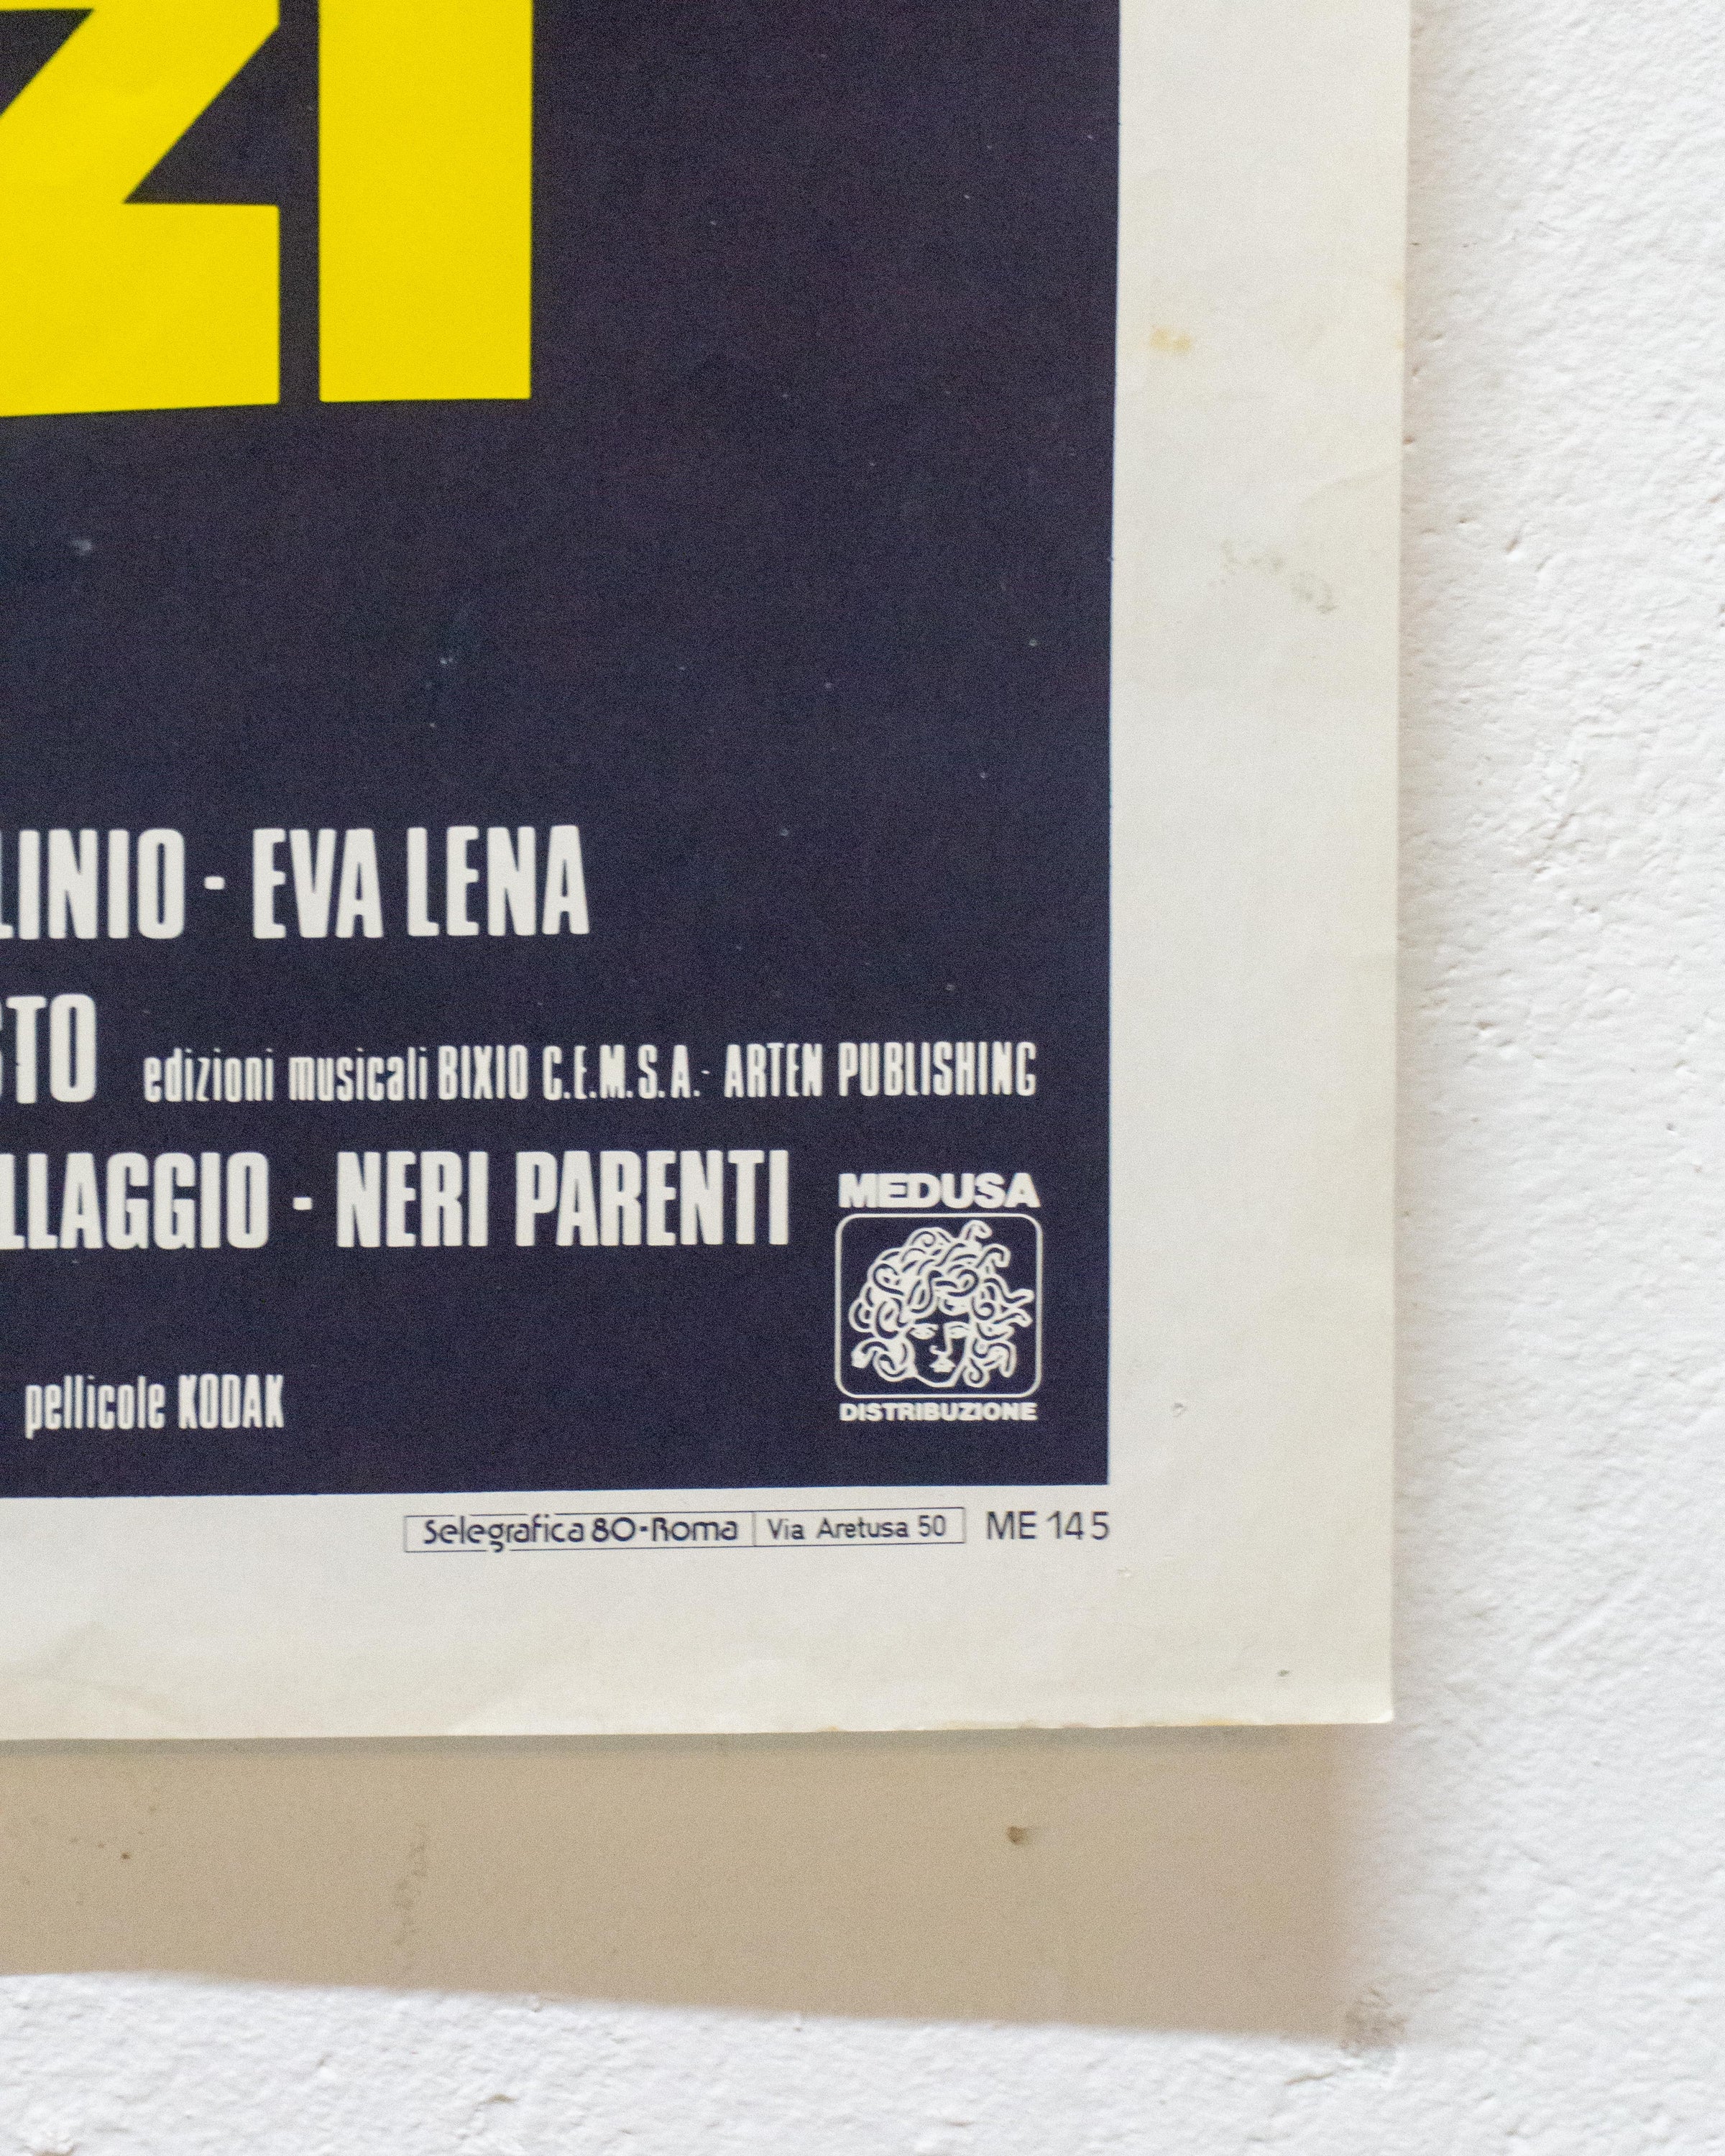 ZI
LINIO - EVA LENA
STO edizioni musicali BIXIO C.E.M.S.A.- ARTEN PUBLISHING
LLAGGIO - NERI PARENTI
MEDUSA
DISTRIBUZIONE
pellicole KODAK
Selegrafica 80-Roma Via Aretusa 50 ME 145